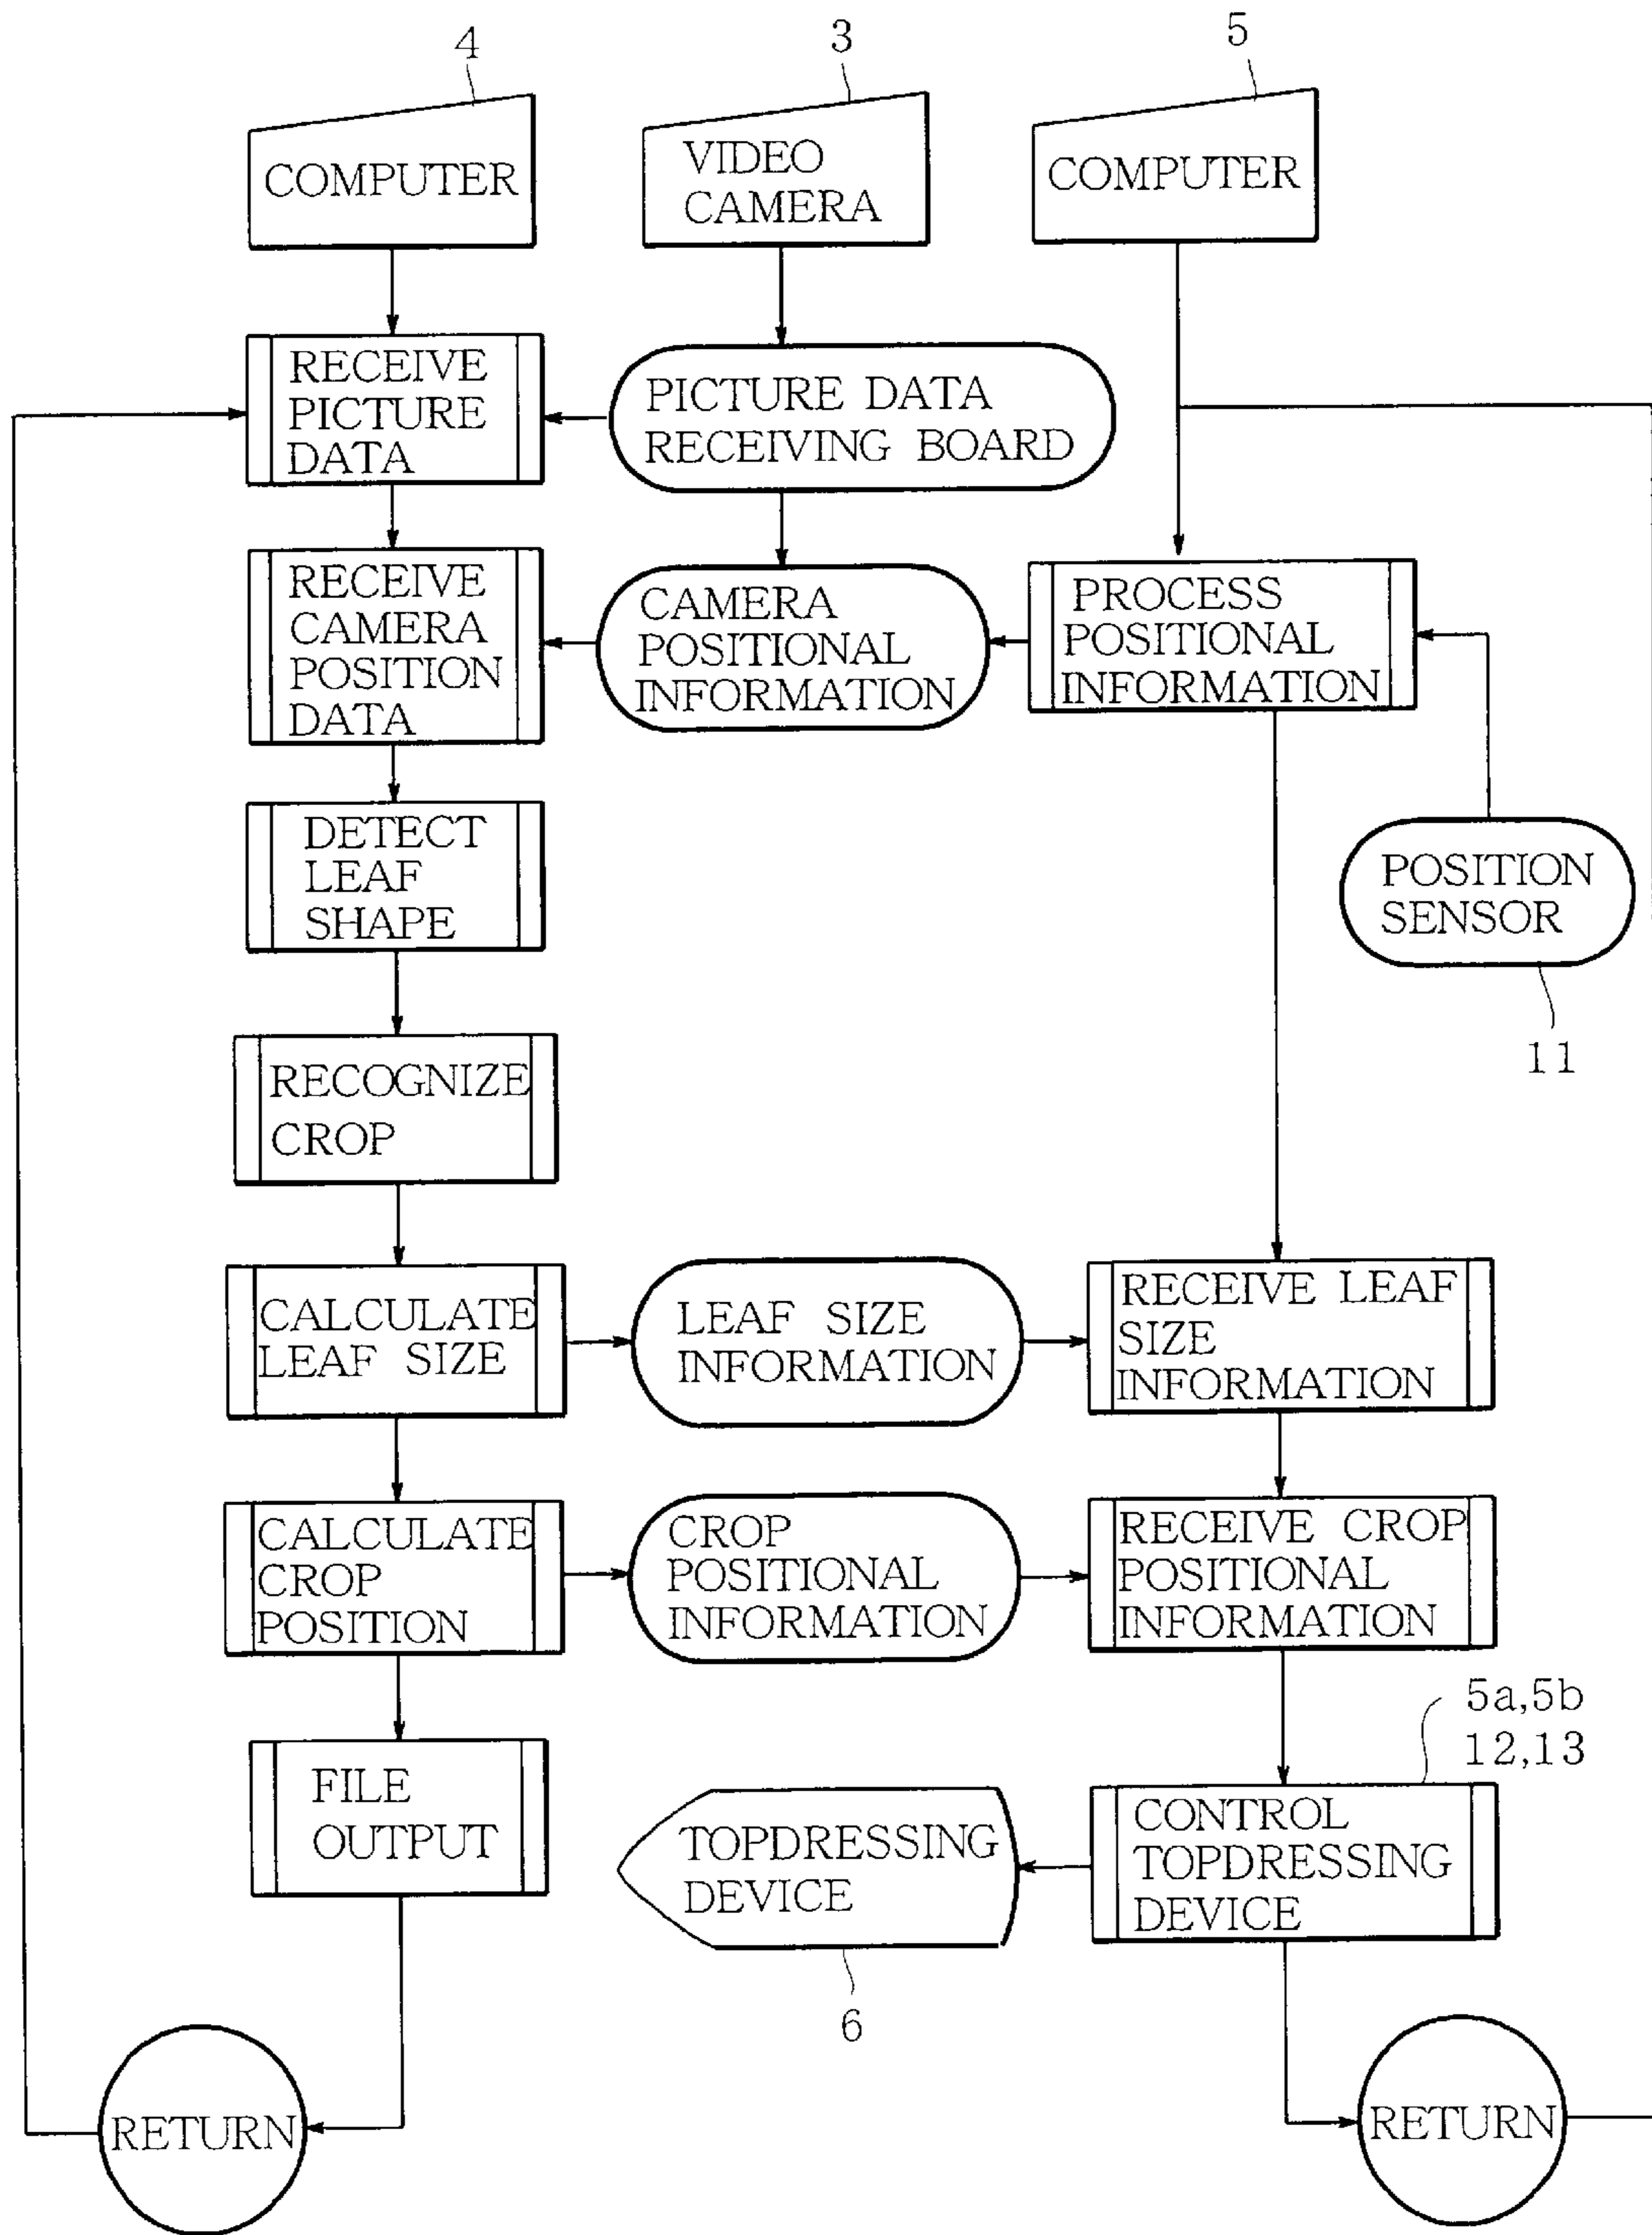 4
3
5
COMPUTER
VIDEO
CAMERA
COMPUTER
RECEIVE
PICTURE
DATA
PICTURE DATA
RECEIVING BOARD
RECEIVE
CAMERA
POSITION
DATA
CAMERA
POSITIONAL
INFORMATION
PROCESS
POSITIONAL
INFORMATION
DETECT
LEAF
SHAPE
POSITION
SENSOR
11
RECOGNIZE
CROP
CALCULATE
LEAF SIZE
LEAF SIZE
INFORMATION
RECEIVE LEAF
SIZE
INFORMATION
CALCULATE
CROP
POSITION
CROP
POSITIONAL
INFORMATION
RECEIVE CROP
POSITIONAL
INFORMATION
5a,5b
12,13
FILE
OUTPUT
TOPDRESSING
DEVICE
6
CONTROL
TOPDRESSING
DEVICE
RETURN
RETURN